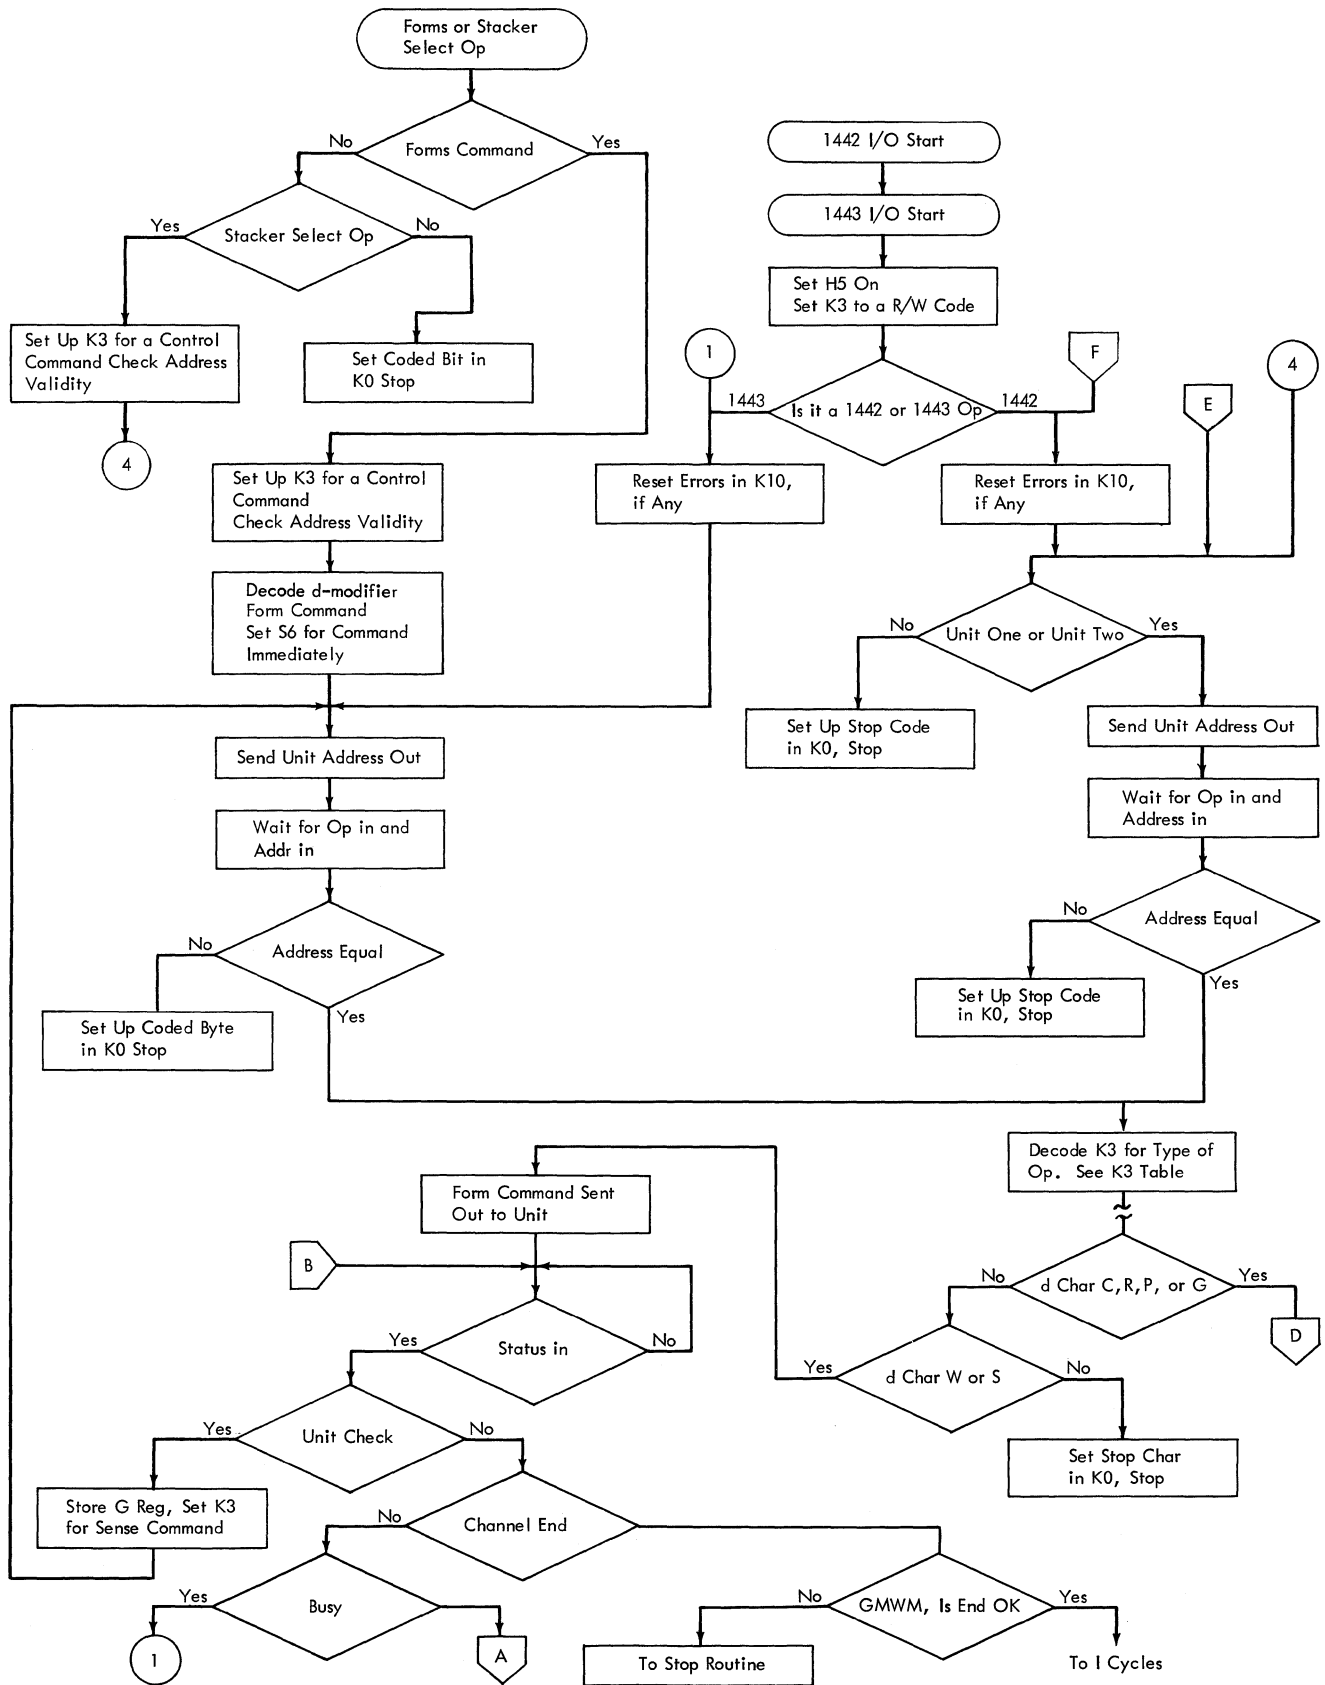 Forms or Stacker
Select Op
No
Forms Command
Yes
Yes
Stacker Select Op
No
Set Up K3 for a Control
Command Check Address
Validity
Set Coded Bit in
K0 Stop
4
1442 I/O Start
1443 I/O Start
Set H5 On
Set K3 to a R/W Code
1
F
4
1443
Is it a 1442 or 1443 Op
1442
E
Set Up K3 for a Control
Command
Check Address Validity
Reset Errors in K10,
if Any
Reset Errors in K10,
if Any
Decode d-modifier
Form Command
Set S6 for Command
Immediately
No
Unit One or Unit Two
Yes
Set Up Stop Code
in K0, Stop
Send Unit Address Out
Send Unit Address Out
Wait for Op in and
Addr in
Wait for Op in and
Address in
No
Address Equal
Yes
No
Address Equal
Yes
Set Up Coded Byte
in K0 Stop
Set Up Stop Code
in K0, Stop
Decode K3 for Type of
Op. See K3 Table
Form Command Sent
Out to Unit
B
No
d Char C,R,P, or G
Yes
D
Yes
Status in
No
Yes
d Char W or S
No
Yes
Unit Check
No
Set Stop Char
in K0, Stop
Store G Reg, Set K3
for Sense Command
No
Channel End
Yes
Busy
No
GMWM, Is End OK
Yes
1
A
To Stop Routine
To I Cycles